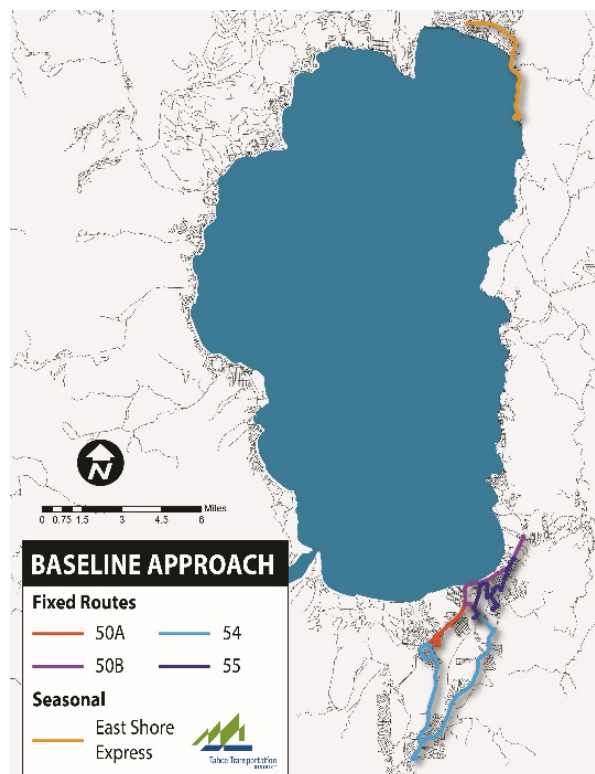 N
Miles
0 0.75 1.5 3 4.5 6
BASELINE APPROACH
Fixed Routes
50A 54
50B 55
Seasonal
East Shore
Express
Tahoe Transportation
DISTRICT